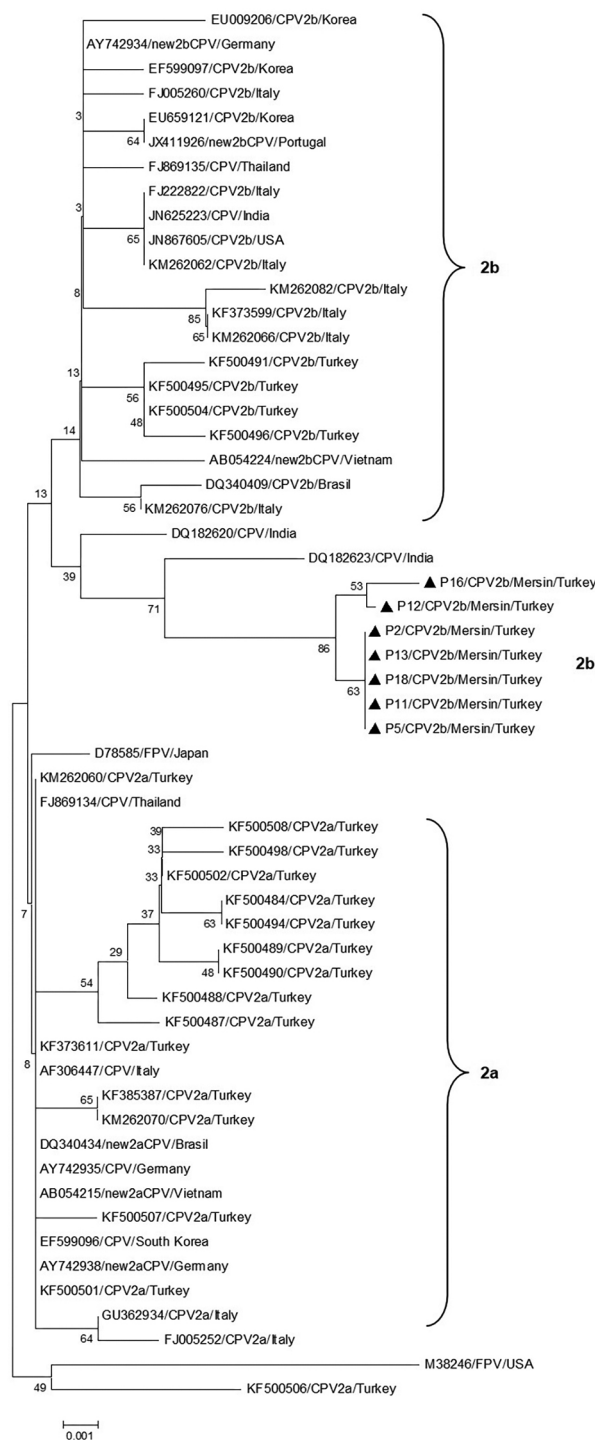 EU009206/CPV2b/Korea
AY742934/new2bCPV/Germany
EF599097/CPV2b/Korea
FJ005260/CPV2b/Italy
3
EU659121/CPV2b/Korea
64
JX411926/new2bCPV/Portugal
FJ869135/CPV/Thailand
FJ222822/CPV2b/Italy
3
JN625223/CPV/India
65
JN867605/CPV2b/USA
KM262062/CPV2b/Italy
2b
8
KM262082/CPV2b/Italy
85
KF373599/CPV2b/Italy
65
KM262066/CPV2b/Italy
KF500491/CPV2b/Turkey
13
KF500495/CPV2b/Turkey
56
KF500504/CPV2b/Turkey
48
14
KF500496/CPV2b/Turkey
AB054224/new2bCPV/Vietnam
DQ340409/CPV2b/Brasil
13
56
KM262076/CPV2b/Italy
DQ182620/CPV/India
DQ182623/CPV/India
39
53
P16/CPV2b/Mersin/Turkey
71
P12/CPV2b/Mersin/Turkey
P2/CPV2b/Mersin/Turkey
86
P13/CPV2b/Mersin/Turkey
2b
P18/CPV2b/Mersin/Turkey
63
P11/CPV2b/Mersin/Turkey
P5/CPV2b/Mersin/Turkey
D78585/FPV/Japan
KM262060/CPV2a/Turkey
FJ869134/CPV/Thailand
KF500508/CPV2a/Turkey
39
33
KF500498/CPV2a/Turkey
33
KF500502/CPV2a/Turkey
KF500484/CPV2a/Turkey
7
37
63
KF500494/CPV2a/Turkey
KF500489/CPV2a/Turkey
29
48
KF500490/CPV2a/Turkey
54
KF500488/CPV2a/Turkey
KF500487/CPV2a/Turkey
KF373611/CPV2a/Turkey
8
AF306447/CPV/Italy
2a
65
KF385387/CPV2a/Turkey
KM262070/CPV2a/Turkey
DQ340434/new2aCPV/Brasil
AY742935/CPV/Germany
AB054215/new2aCPV/Vietnam
KF500507/CPV2a/Turkey
EF599096/CPV/South Korea
AY742938/new2aCPV/Germany
KF500501/CPV2a/Turkey
GU362934/CPV2a/Italy
64
FJ005252/CPV2a/Italy
M38246/FPV/USA
49
KF500506/CPV2a/Turkey
0.001